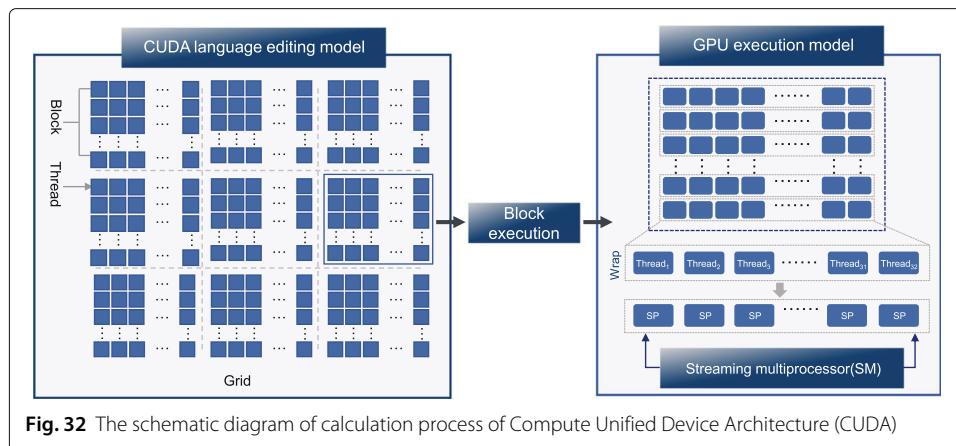 CUDA language editing model
GPU execution model
Block
Thread
Grid
Block
execution
Wrap
Thread₁ Thread₂ Thread₃ ...... Thread₃₁ Thread₃₂
SP SP SP ...... SP SP
Streaming multiprocessor(SM)
Fig. 32 The schematic diagram of calculation process of Compute Unified Device Architecture (CUDA)